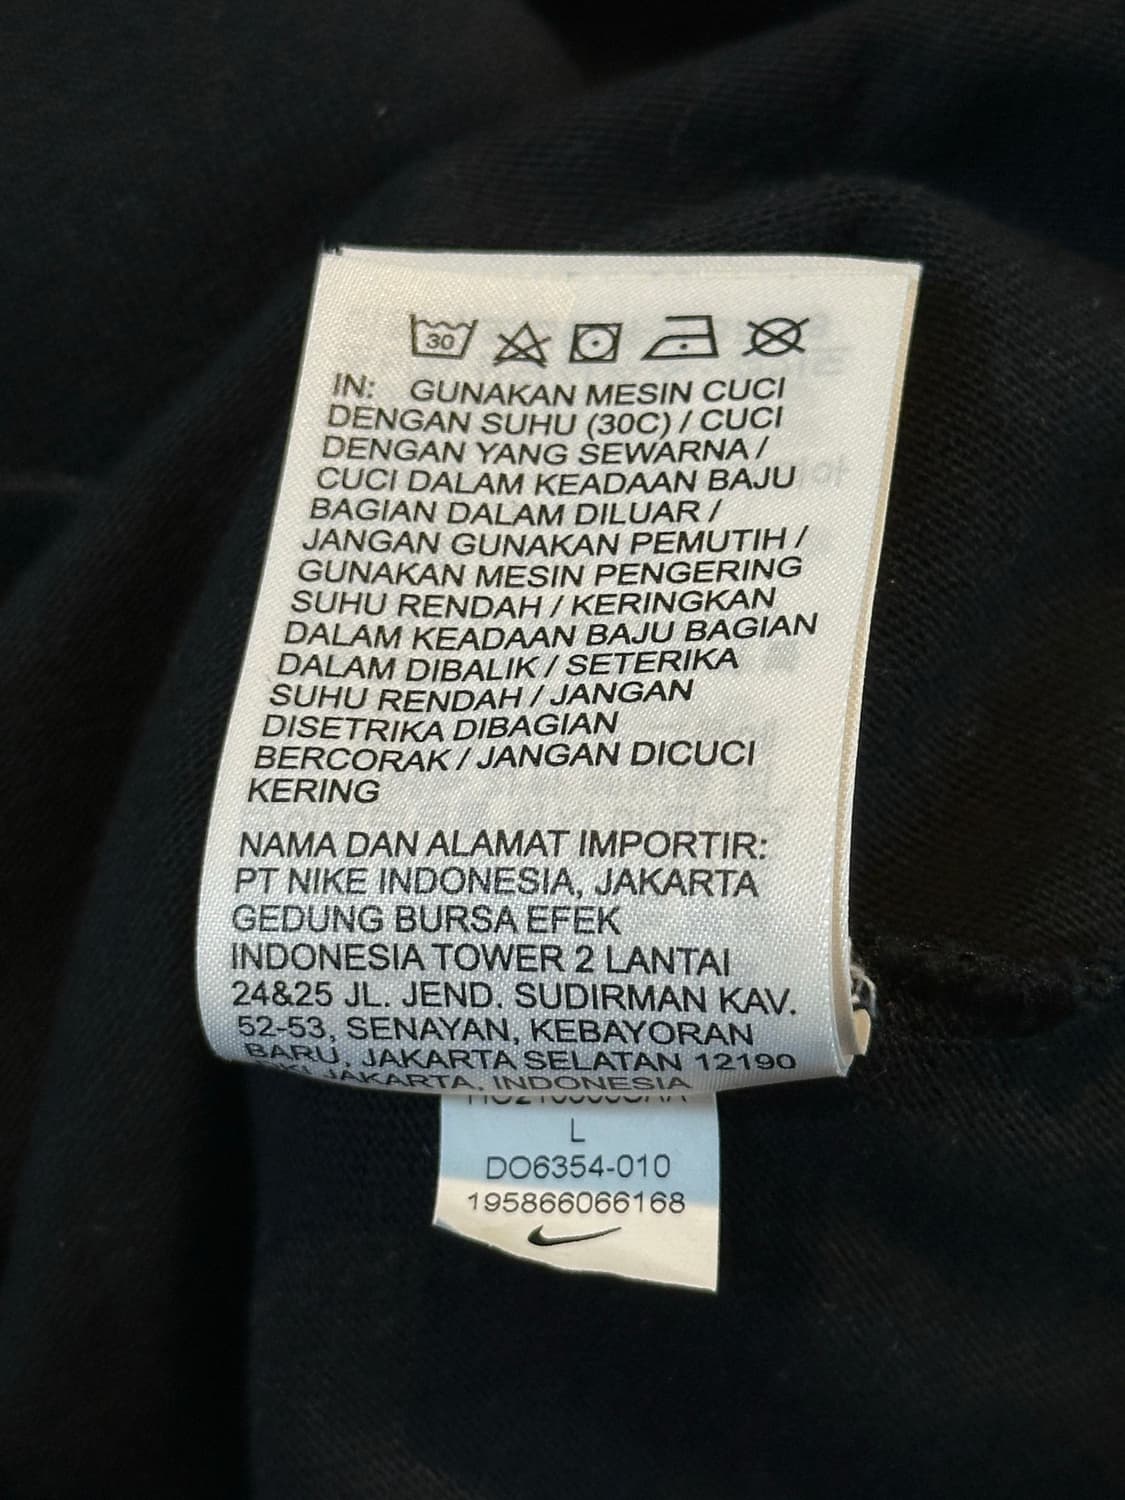 30
IN: GUNAKAN MESIN CUCI
DENGAN SUHU (30C) / CUCI
DENGAN YANG SEWARNA /
CUCI DALAM KEADAAN BAJU
BAGIAN DALAM DILUAR /
JANGAN GUNAKAN PEMUTIH /
GUNAKAN MESIN PENGERING
SUHU RENDAH / KERINGKAN
DALAM KEADAAN BAJU BAGIAN
DALAM DIBALIK / SETERIKA
SUHU RENDAH / JANGAN
DISETRIKA DIBAGIAN
BERCORAK / JANGAN DICUCI
KERING
NAMA DAN ALAMAT IMPORTIR:
PT NIKE INDONESIA, JAKARTA
GEDUNG BURSA EFEK
INDONESIA TOWER 2 LANTAI
24&25 JL. JEND. SUDIRMAN KAV.
52-53, SENAYAN, KEBAYORAN
BARU, JAKARTA SELATAN 12190
JAKARTA, INDONESIA
L
DO6354-010
195866066168